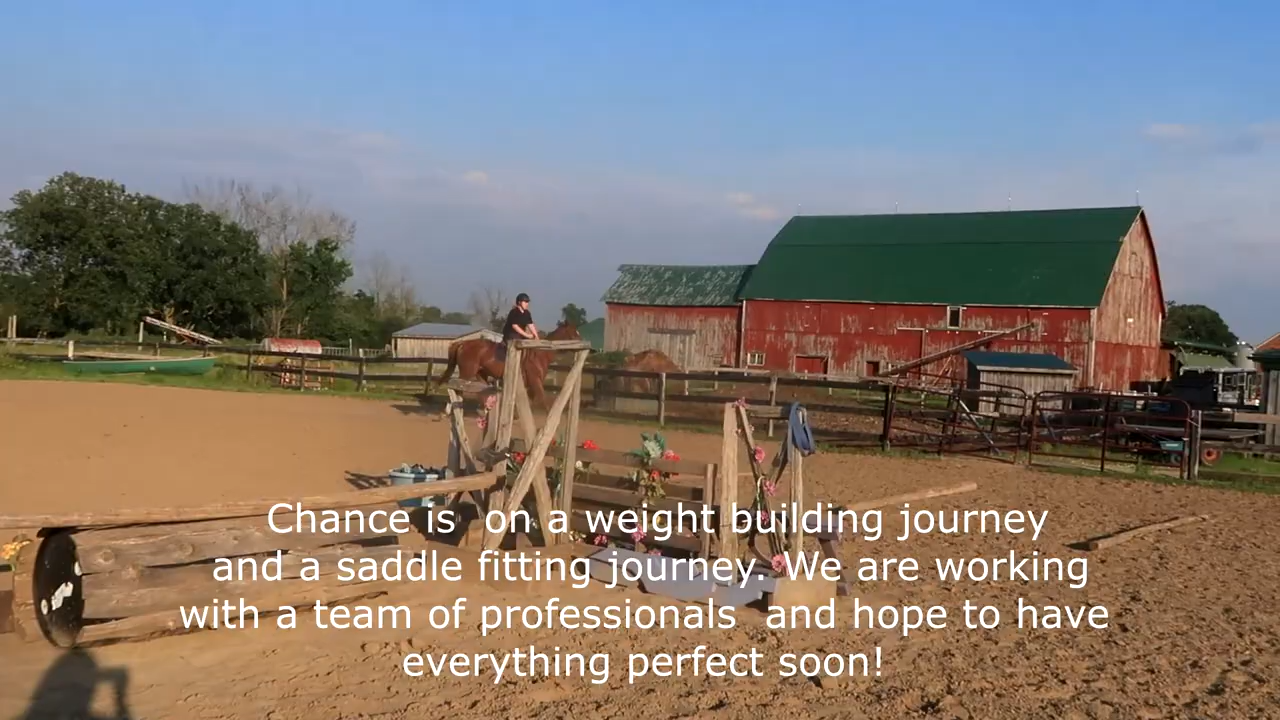 Chance is  on a weight building journey
and a saddle fitting journey. We are working
with a team of professionals  and hope to have
everything perfect soon!